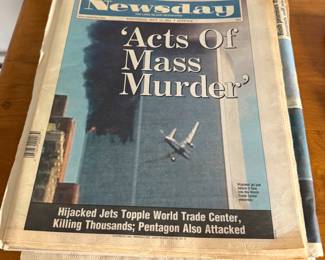 Newsday
'Acts Of
Mass
Murder'
Hijacked Jets Topple World Trade Center,
Killing Thousands; Pentagon Also Attacked